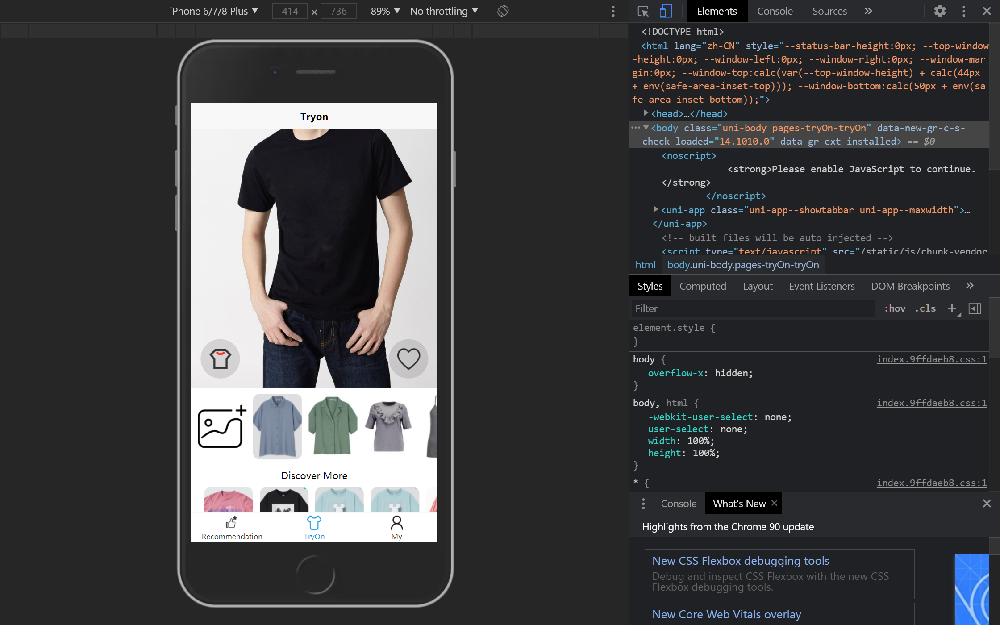 iPhone 6/7/8 Plus ▼ 414 × 736 89% ▼ No throttling ▼
Tryon
Discover More
Recommendation TryOn My
Elements Console Sources
<!DOCTYPE html>
<html lang="zh-CN" style="--status-bar-height:0px; --top-window
-height:0px; --window-left:0px; --window-right:0px; --window-mar
gin:0px; --window-top:calc(var(--top-window-height) + calc(44px
+ env(safe-area-inset-top))); --window-bottom:calc(50px + env(sa
fe-area-inset-bottom));">
<head>…</head>
<body class="uni-body pages-tryOn-tryOn" data-new-gr-c-s-
check-loaded="14.1010.0" data-gr-ext-installed> == $0
<noscript>
<strong>Please enable JavaScript to continue.
</strong>
</noscript>
<uni-app class="uni-app--showtabbar uni-app--maxwidth">…
</uni-app>
<!-- built files will be auto injected -->
<script type="text/javascript" src="/static/js/chunk-vendor
html body.uni-body.pages-tryOn-tryOn
Styles Computed Layout Event Listeners DOM Breakpoints
Filter :hov .cls
element.style {
}
body { index.9ffdaeb8.css:1
overflow-x: hidden;
}
body, html { index.9ffdaeb8.css:1
-webkit-user-select: none;
user-select: none;
width: 100%;
height: 100%;
}
* { index.9ffdaeb8.css:1
Console What's New
Highlights from the Chrome 90 update
New CSS Flexbox debugging tools
Debug and inspect CSS Flexbox with the new CSS
Flexbox debugging tools.
New Core Web Vitals overlay